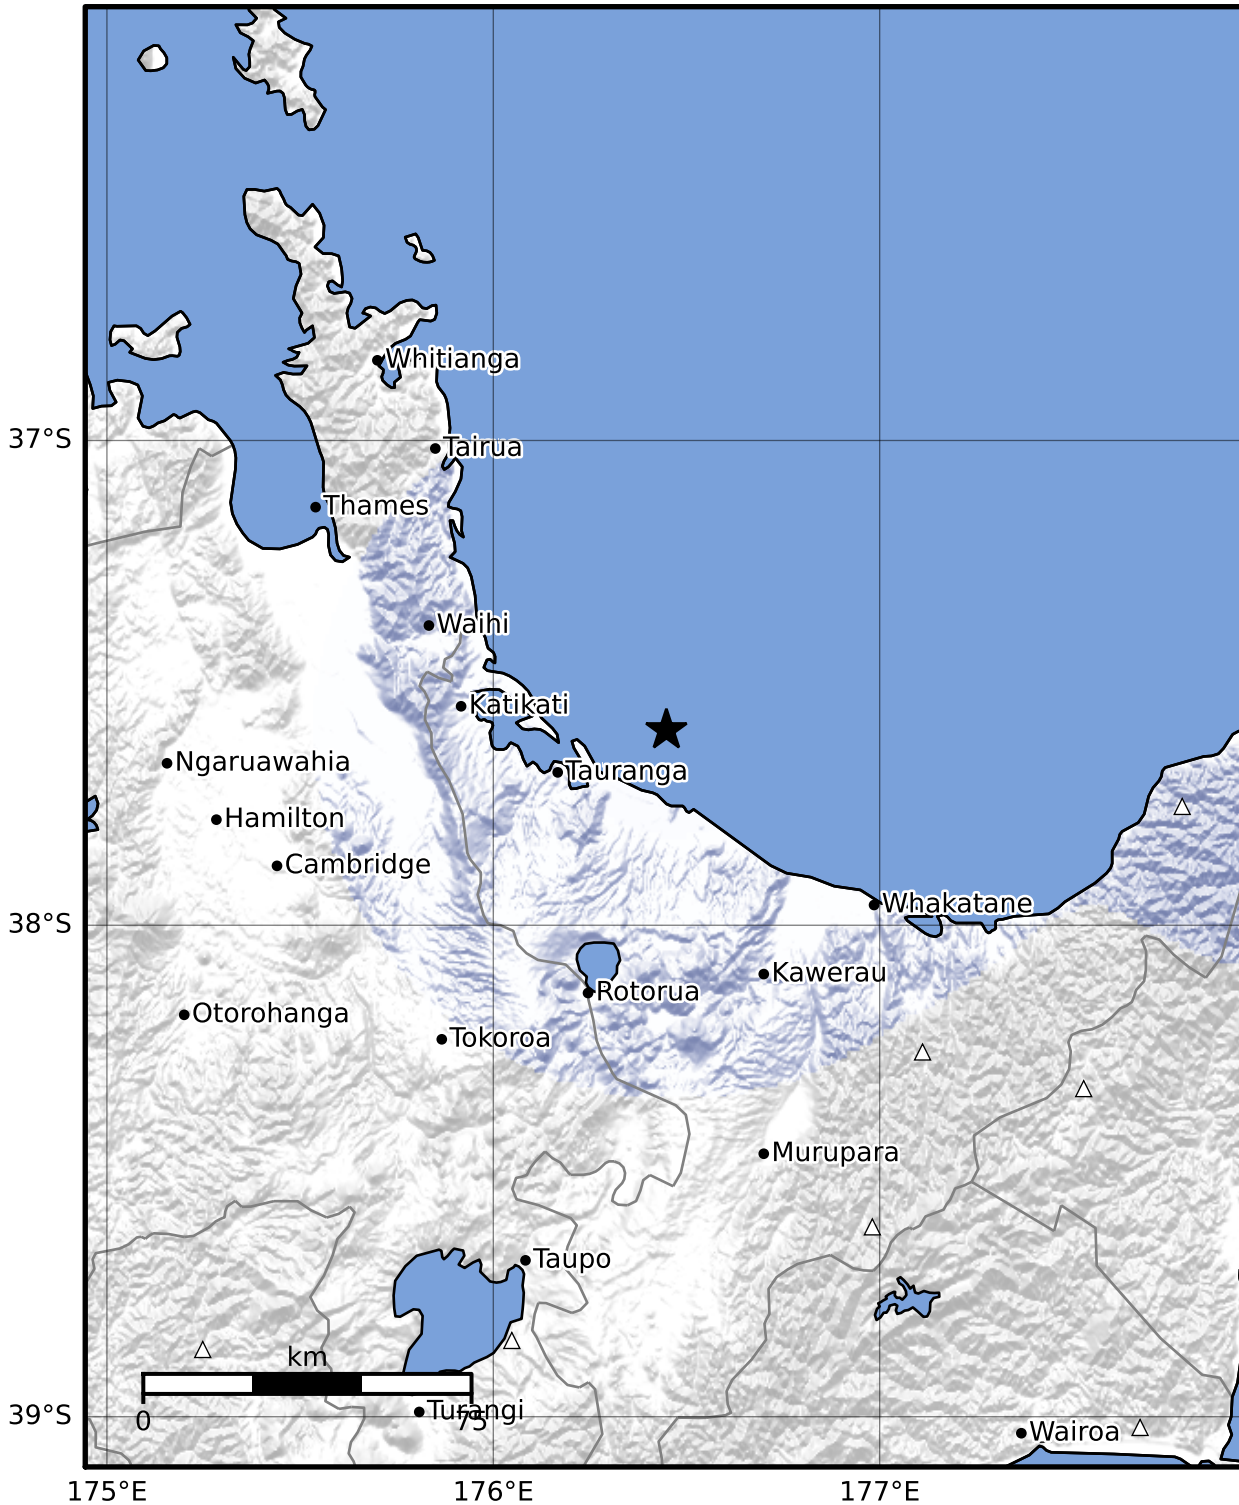 Whitianga
37°S
Tairua
Thames
Waihi
Katikati
Ngaruawahia
Tauranga
Hamilton
Cambridge
Whakatane
38°S
Kawerau
Rotorua
Otorohanga
Tokoroa
Murupara
Taupo
km
0
75
Turangi
39°S
Wairoa
175°E
176°E
177°E